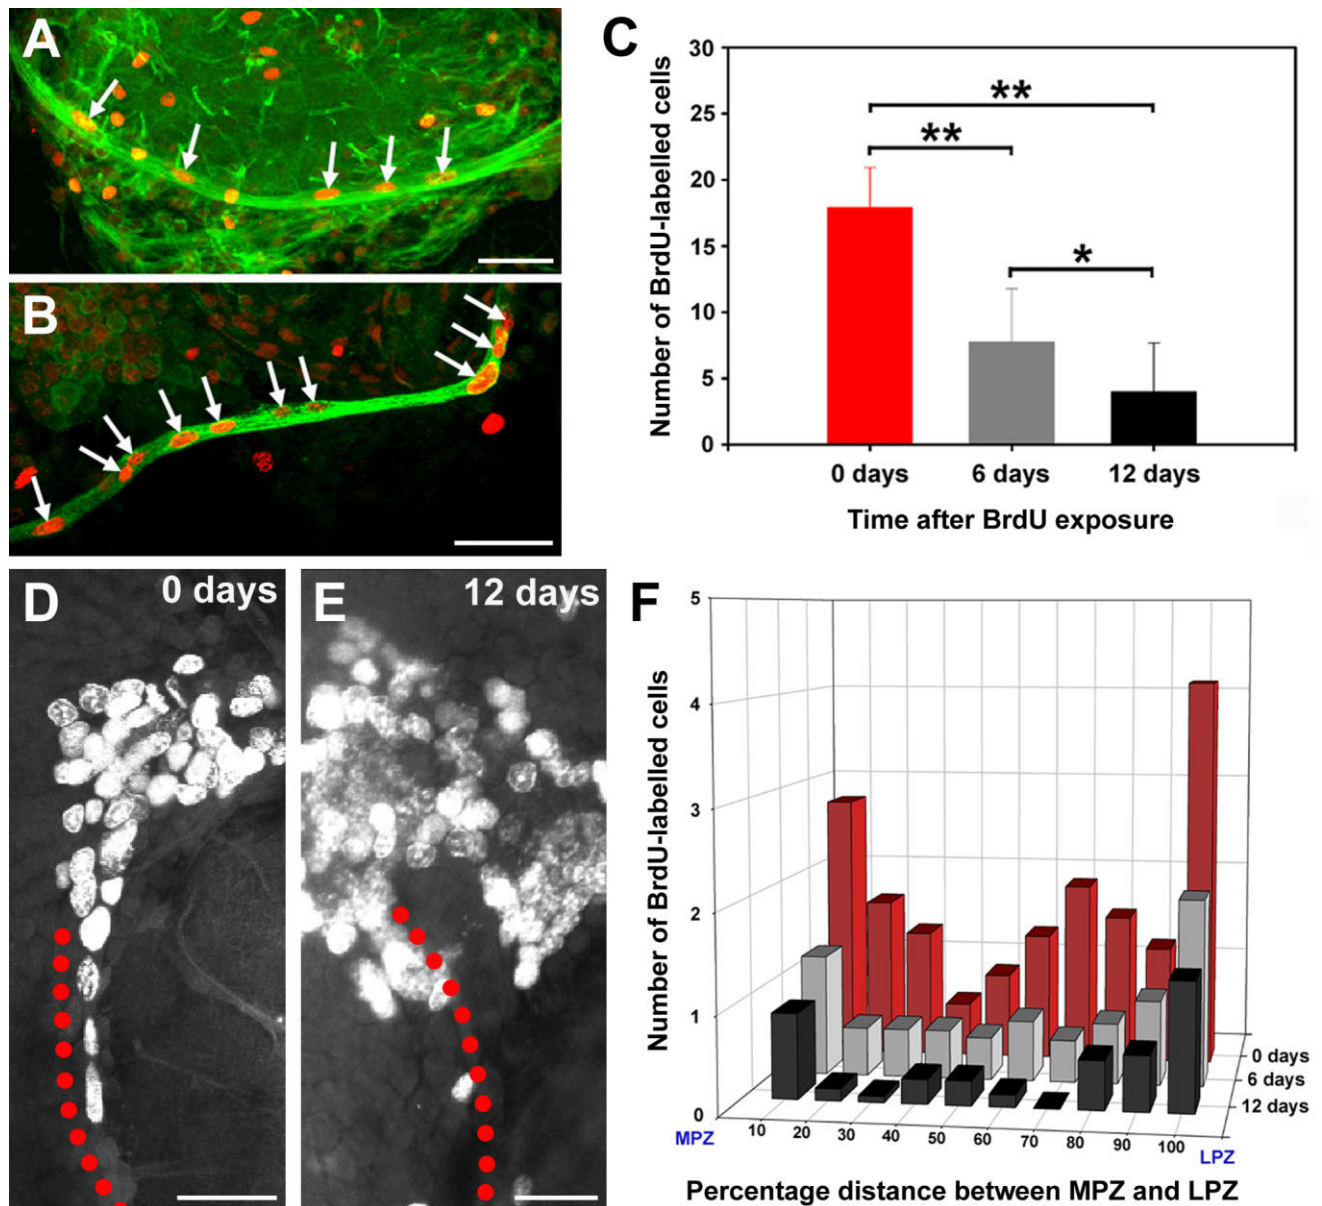 A
B
C
30
25
20
15
10
5
0
Number of BrdU-labelled cells
**
**
*
0 days
6 days
12 days
Time after BrdU exposure
D
0 days
E
12 days
F
5
4
3
2
1
0
Number of BrdU-labelled cells
0 days
6 days
12 days
MPZ
10
20
30
40
50
60
70
80
90
100
LPZ
Percentage distance between MPZ and LPZ